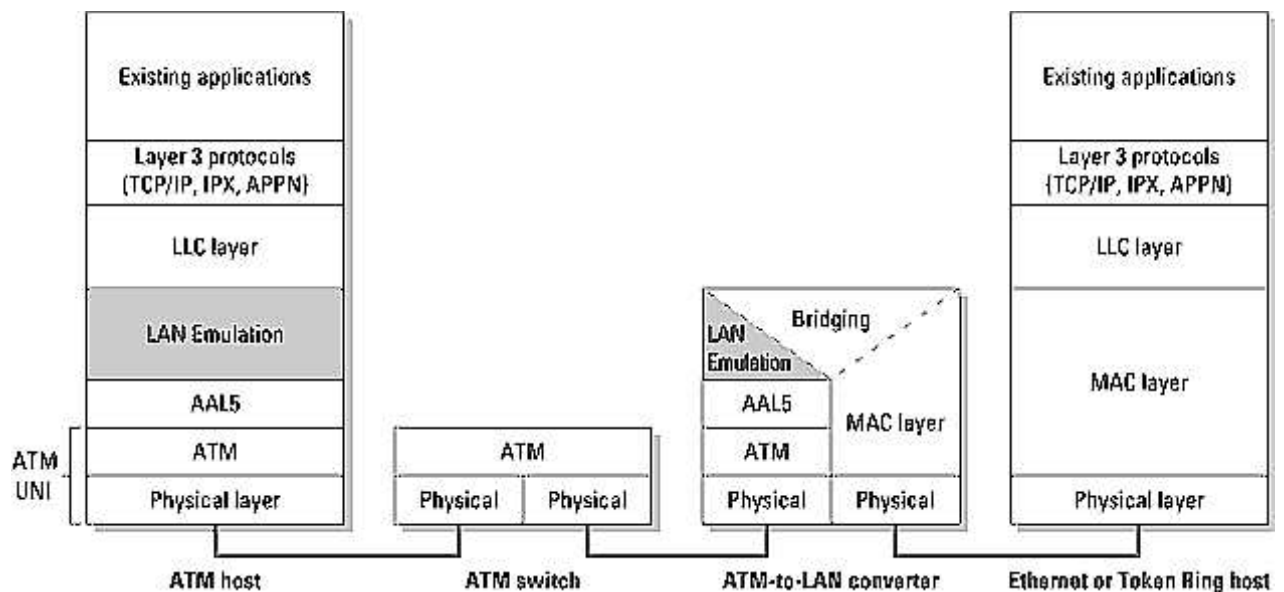 Existing applications
Layer 3 protocols
(TCP/IP, IPX, APPN)
LLC layer
LAN Emulation
AAL5
ATM
Physical layer
ATM
UNI
ATM host
ATM
Physical
Physical
ATM switch
Bridging
LAN
Emulation
AAL5
ATM
MAC layer
Physical
Physical
ATM-to-LAN converter
Existing applications
Layer 3 protocols
(TCP/IP, IPX, APPN)
LLC layer
MAC layer
Physical layer
Ethernet or Token Ring host